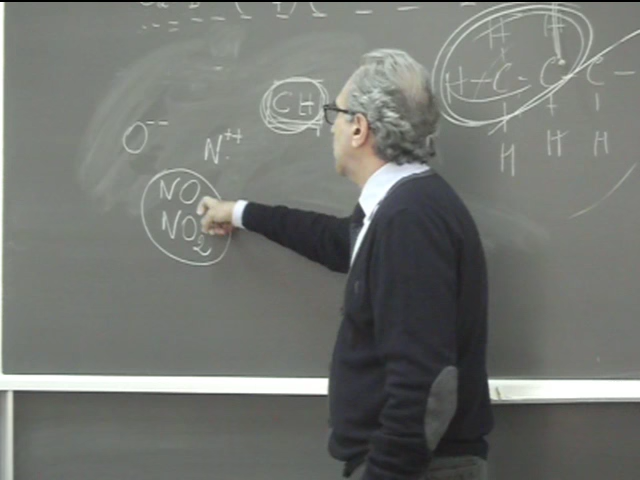 CH
H
H
H - C - C - C -
H H H
O--
N++
NO
NO2